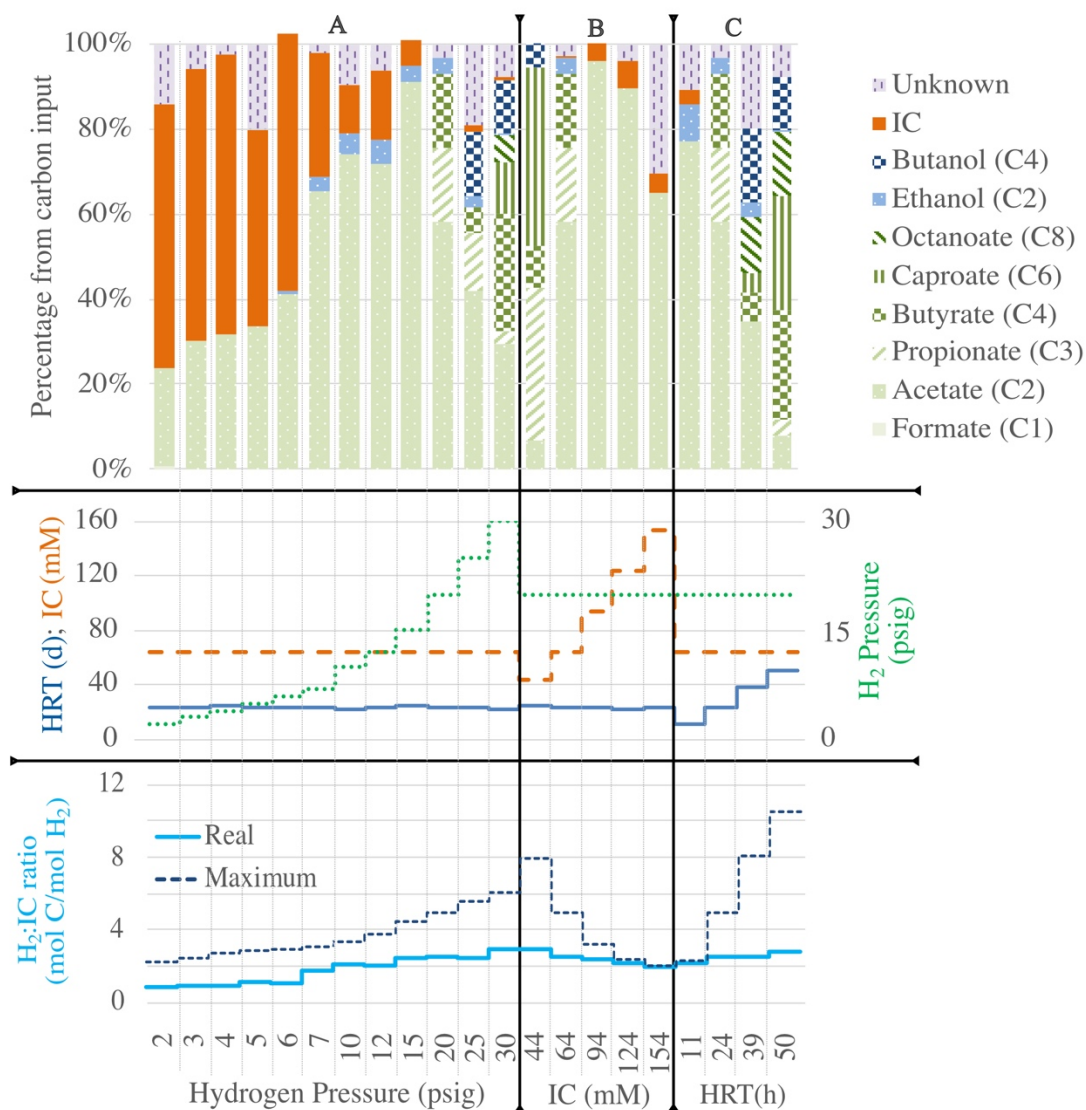 A
B
C
Percentage from carbon input
100%
80%
60%
40%
20%
0%
Unknown
IC
Butanol (C4)
Ethanol (C2)
Octanoate (C8)
Caproate (C6)
Butyrate (C4)
Propionate (C3)
Acetate (C2)
Formate (C1)
HRT (d); IC (mM)
160
120
80
40
0
30
15
0
H₂ Pressure
(psig)
H₂:IC ratio
(mol C/mol H₂)
12
8
4
0
Real
Maximum
2 3 4 5 6 7 10 12 15 20 25 30 44 64 94 124 154 11 24 39 50
Hydrogen Pressure (psig) IC (mM) HRT(h)